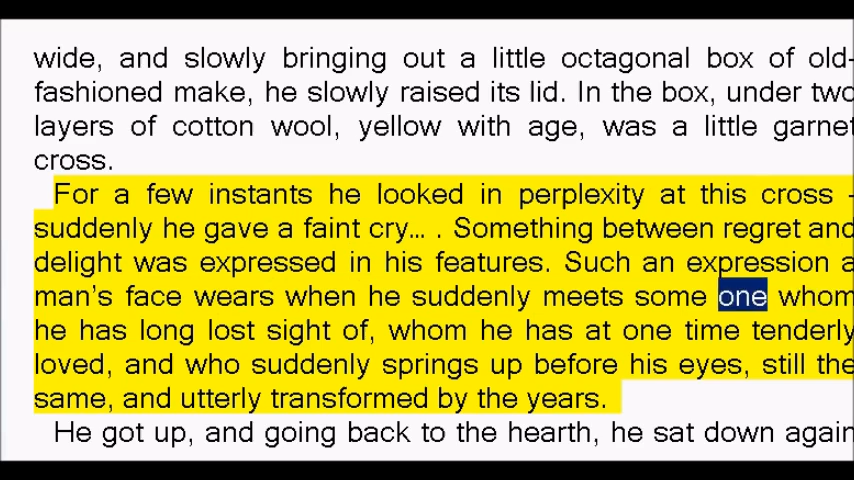 wide, and slowly bringing out a little octagonal box of old-
fashioned make, he slowly raised its lid. In the box, under two
layers of cotton wool, yellow with age, was a little garnet
cross.
For a few instants he looked in perplexity at this cross -
suddenly he gave a faint cry... . Something between regret and
delight was expressed in his features. Such an expression a
man's face wears when he suddenly meets some one whom
he has long lost sight of, whom he has at one time tenderly
loved, and who suddenly springs up before his eyes, still the
same, and utterly transformed by the years.
He got up, and going back to the hearth, he sat down again